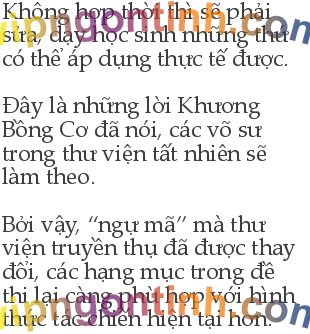 Không hợp thời thì sẽ phải
sửa, dạy học sinh những thứ
có thể áp dụng thực tế được.
Đây là những lời Khương
Bồng Cơ đã nói, các võ sư
trong thư viện tất nhiên sẽ
làm theo.
Bởi vậy, “ngự mã” mà thư
viện truyền thụ đã được thay
đổi, các hạng mục trong đề
thi lại càng phù hợp với hình
thức tác chiến hiện tại hơn.
vipngontinh.com
vipngontinh.com